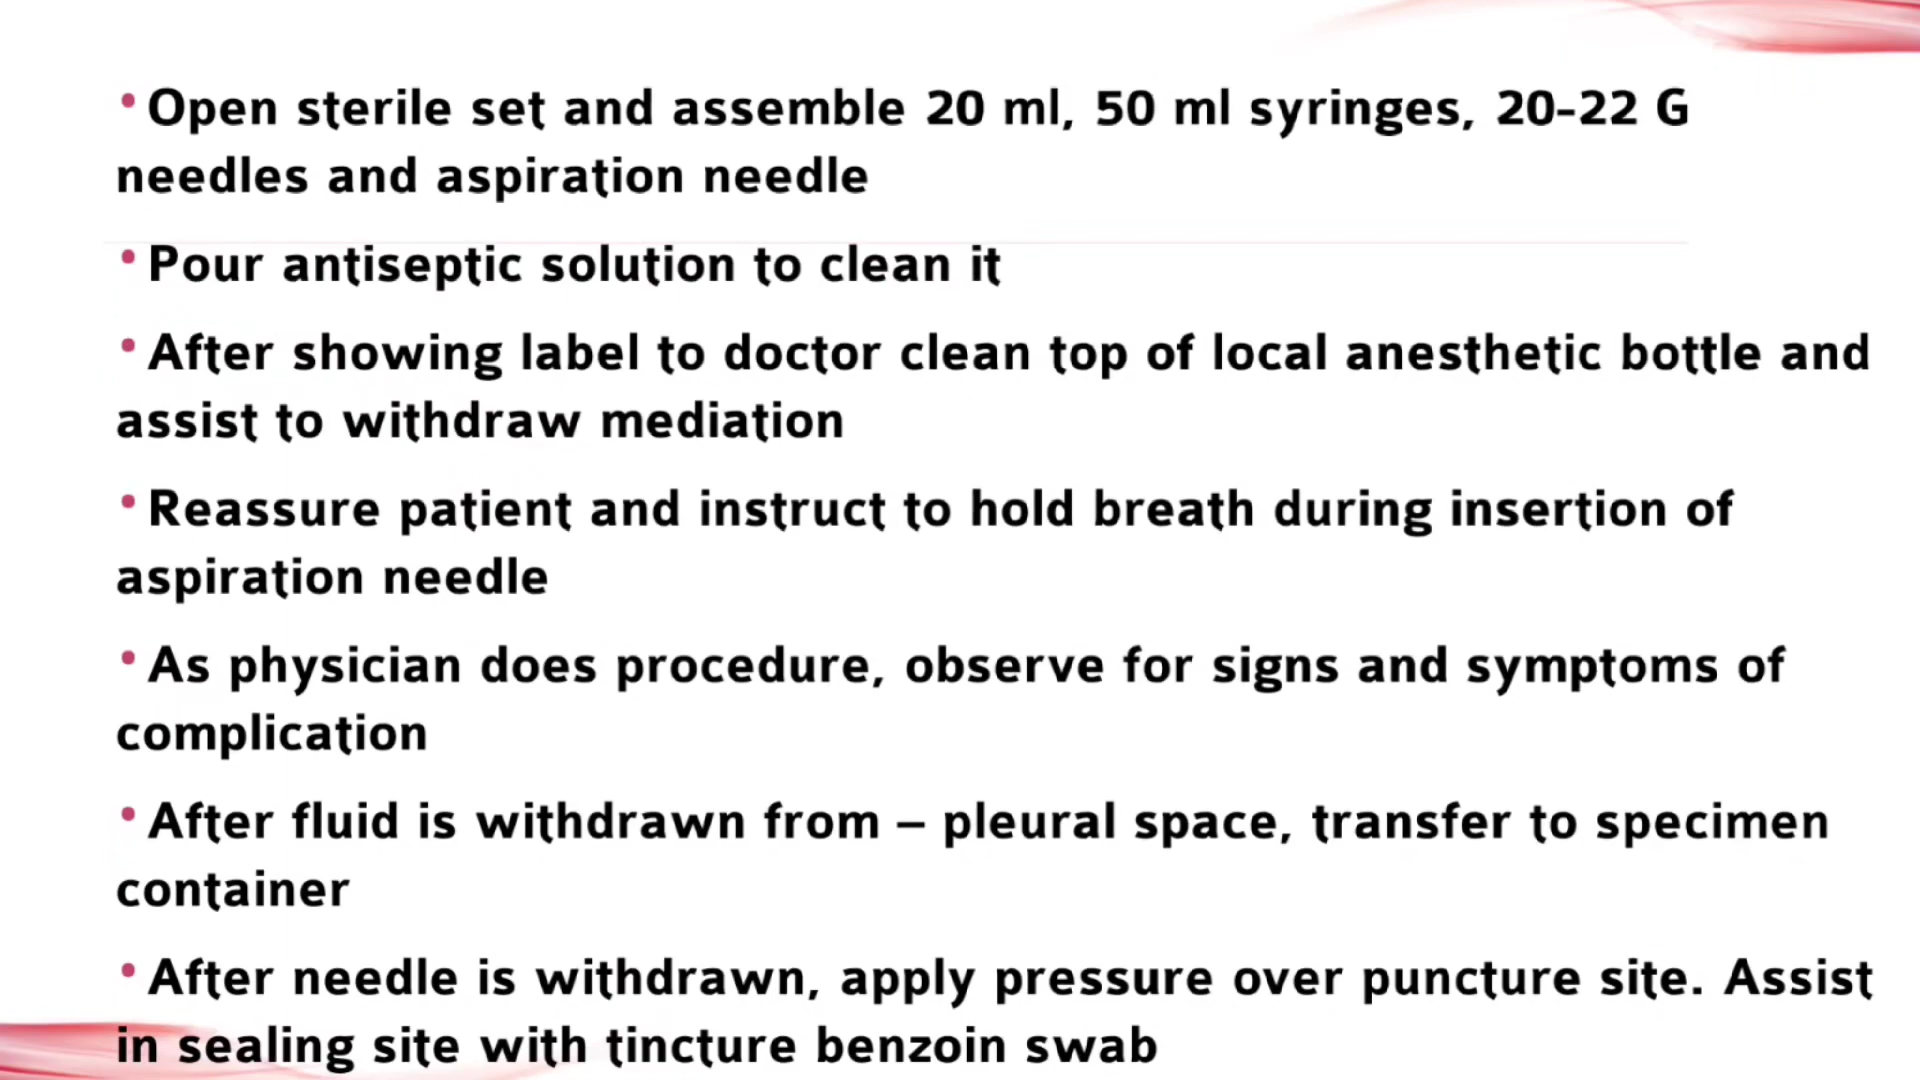 •Open sterile set and assemble 20 ml, 50 ml syringes, 20-22 G
needles and aspiration needle
•Pour antiseptic solution to clean it
•After showing label to doctor clean top of local anesthetic bottle and
assist to withdraw mediation
•Reassure patient and instruct to hold breath during insertion of
aspiration needle
•As physician does procedure, observe for signs and symptoms of
complication
•After fluid is withdrawn from – pleural space, transfer to specimen
container
•After needle is withdrawn, apply pressure over puncture site. Assist
in sealing site with tincture benzoin swab